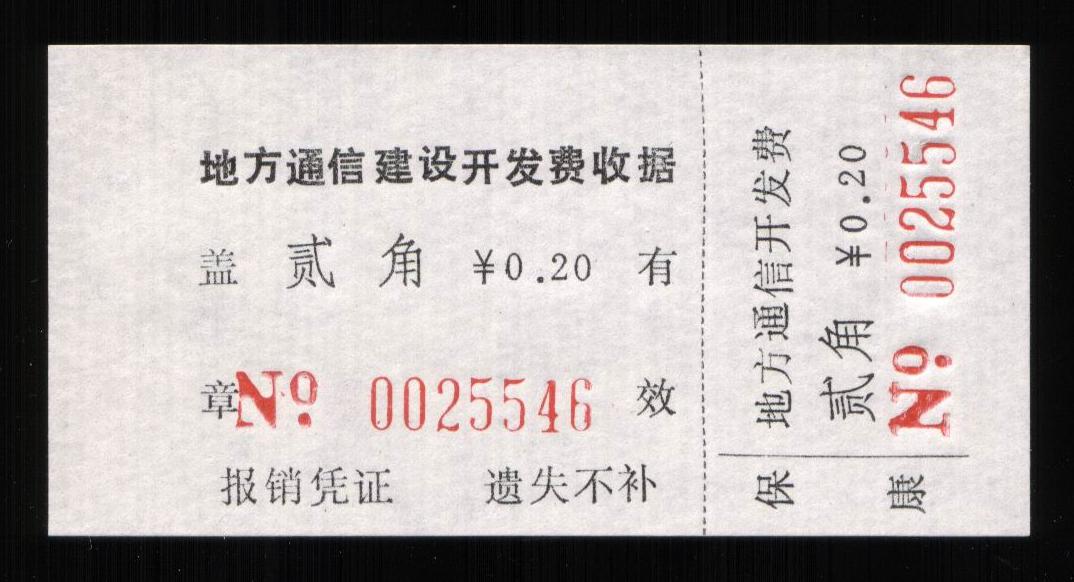 地方通信建设开发费收据
盖 贰 角 ￥0.20 有
章 No. 0025546 效
报销凭证 遗失不补
地方通信开发费
贰角 ￥0.20
No. 0025546
保 康